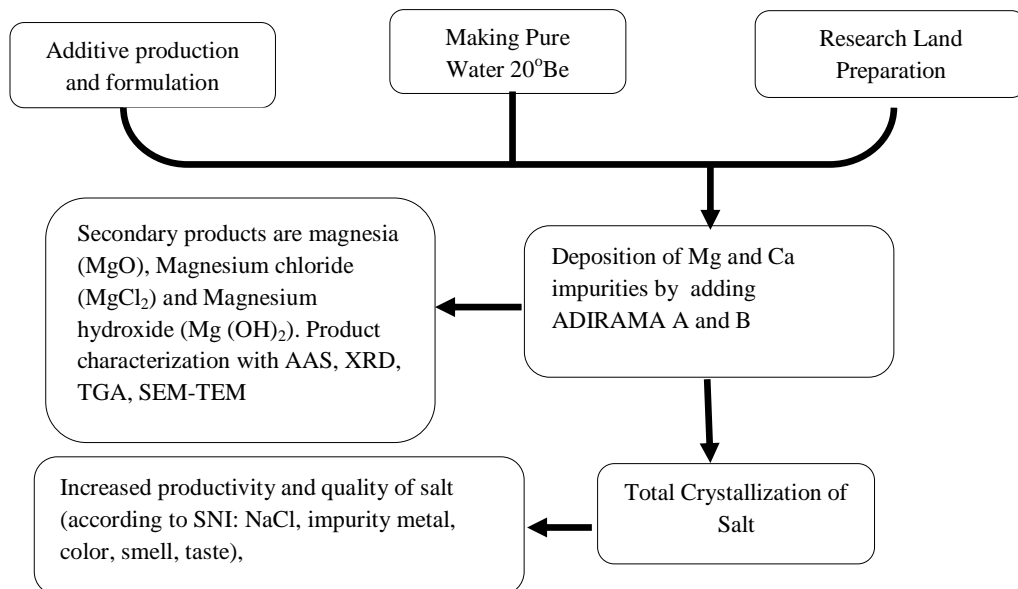 Additive production
and formulation
Making Pure
Water 20°Be
Research Land
Preparation
Secondary products are magnesia
(MgO), Magnesium chloride
(MgCl₂) and Magnesium
hydroxide (Mg (OH)₂). Product
characterization with AAS, XRD,
TGA, SEM-TEM
Deposition of Mg and Ca
impurities by adding
ADIRAMA A and B
Increased productivity and quality of salt
(according to SNI: NaCl, impurity metal,
color, smell, taste),
Total Crystallization of
Salt